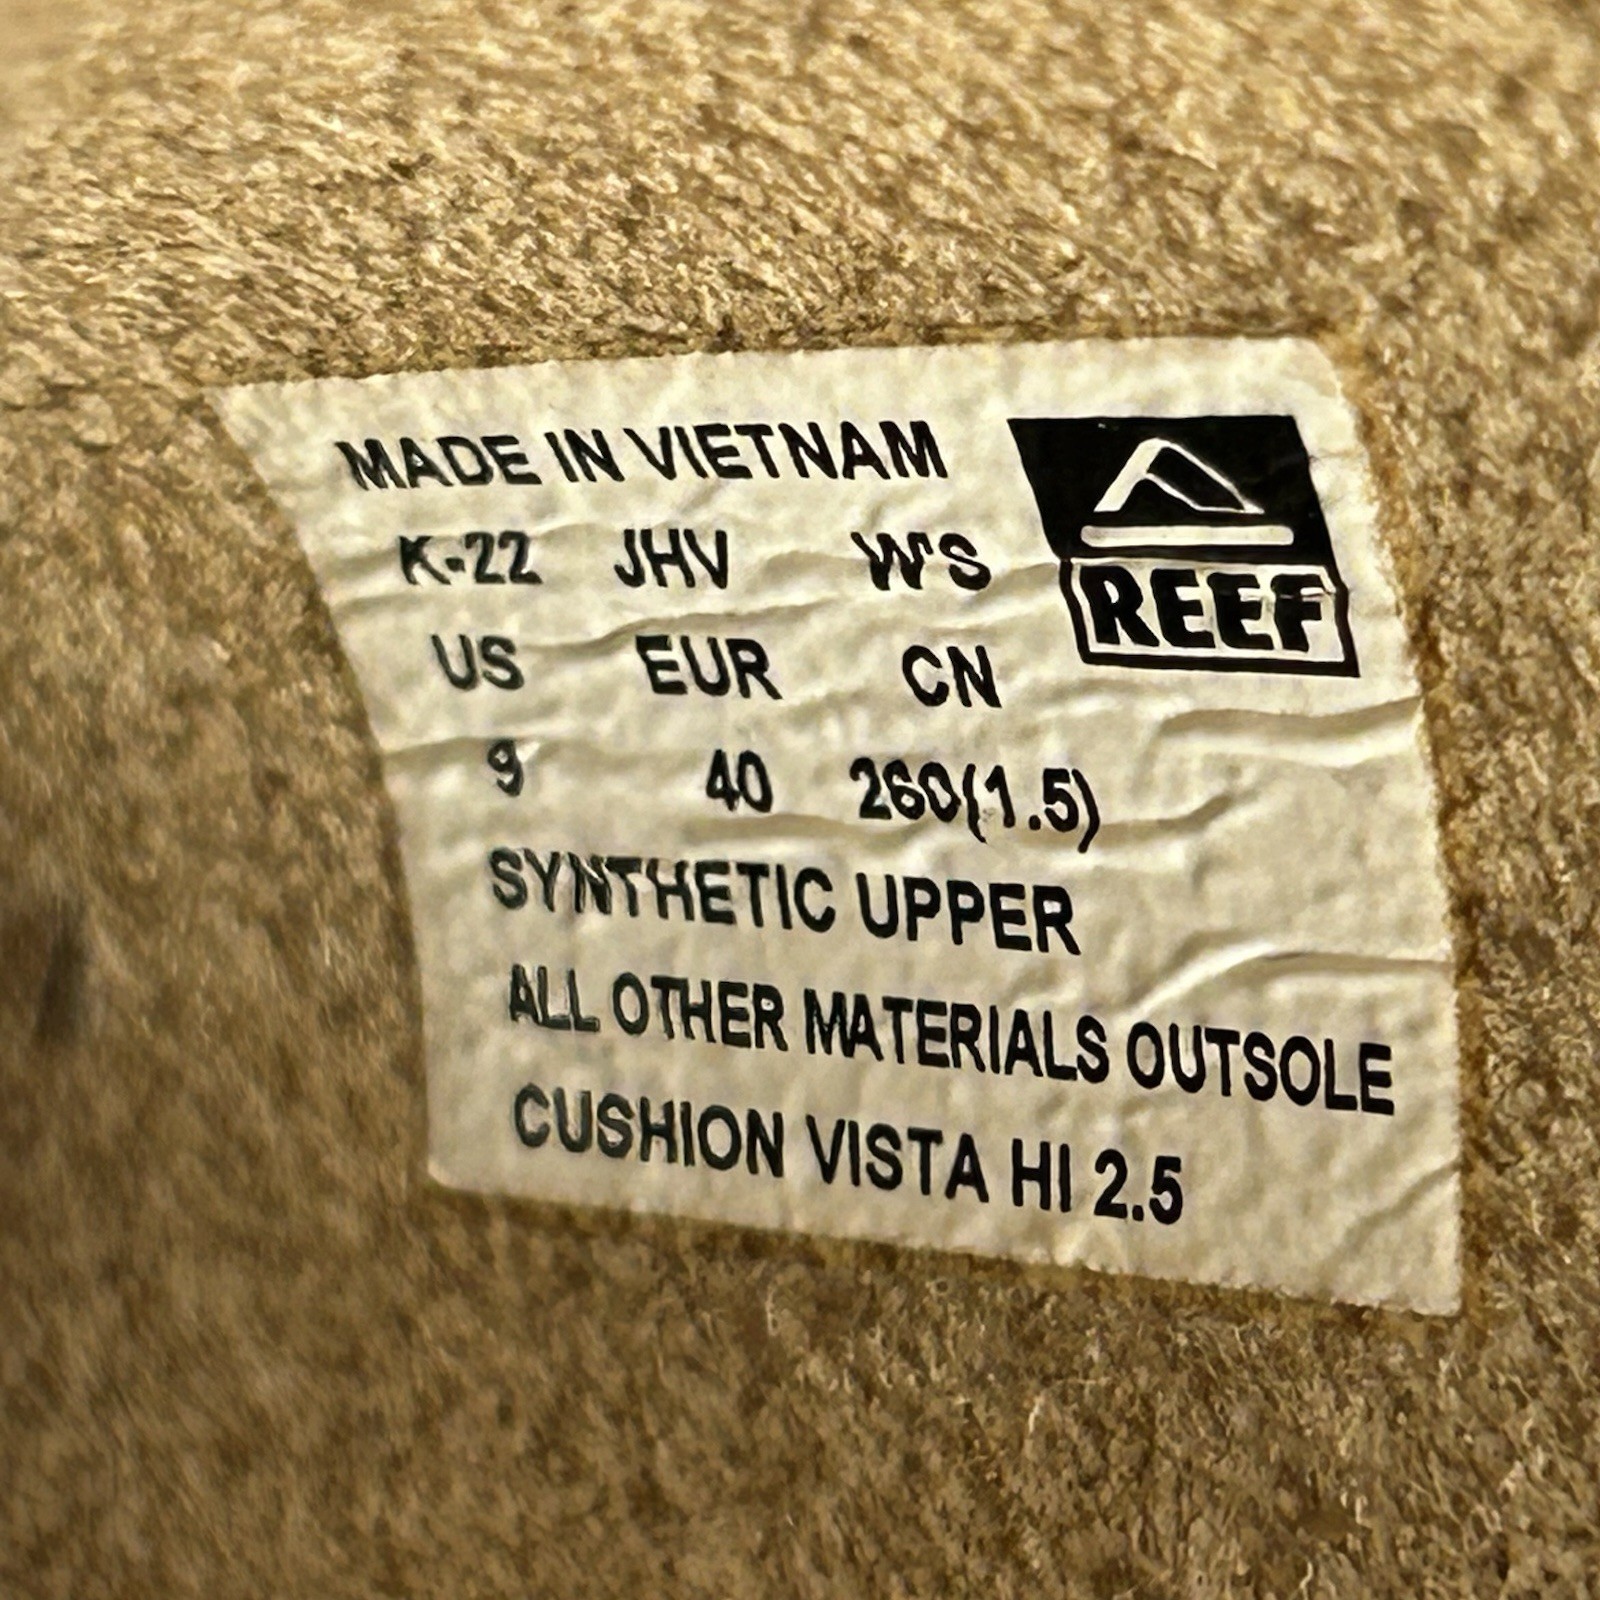 MADE IN VIETNAM
K-22 JHV W'S
REEF
US EUR CN
9 40 260(1.5)
SYNTHETIC UPPER
ALL OTHER MATERIALS OUTSOLE
CUSHION VISTA HI 2.5